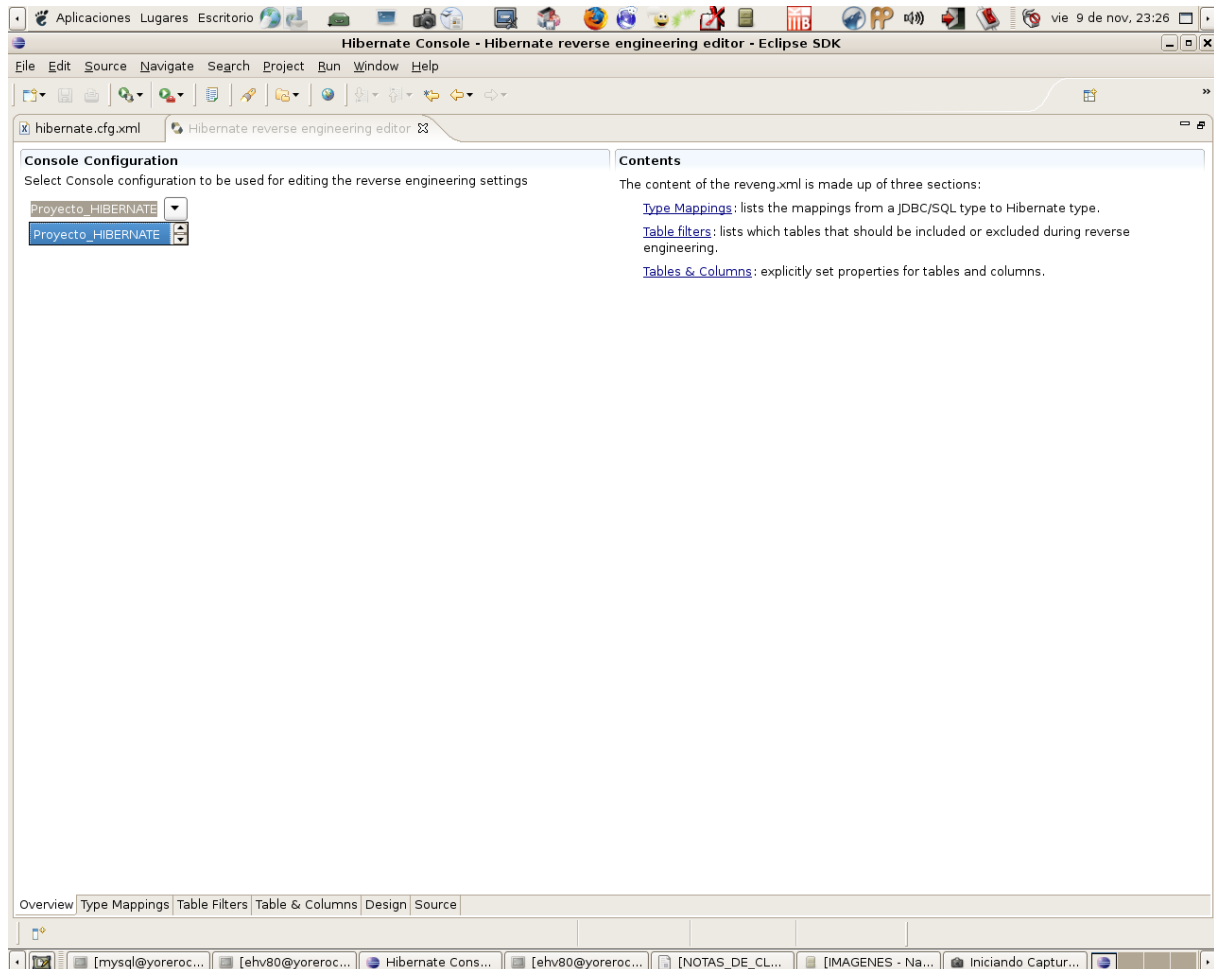 Aplicaciones Lugares Escritorio vie 9 de nov, 23:26
Hibernate Console - Hibernate reverse engineering editor - Eclipse SDK
File Edit Source Navigate Search Project Run Window Help
hibernate.cfg.xml Hibernate reverse engineering editor
Console Configuration
Select Console configuration to be used for editing the reverse engineering settings
Proyecto_HIBERNATE
Proyecto_HIBERNATE
Contents
The content of the reveng.xml is made up of three sections:
Type Mappings: lists the mappings from a JDBC/SQL type to Hibernate type.
Table filters: lists which tables that should be included or excluded during reverse
engineering.
Tables & Columns: explicitly set properties for tables and columns.
Overview Type Mappings Table Filters Table & Columns Design Source
[mysql@yoreroc... [ehv80@yoreroc... Hibernate Cons... [ehv80@yoreroc... [NOTAS_DE_CL... [IMAGENES - Na... Iniciando Captur...